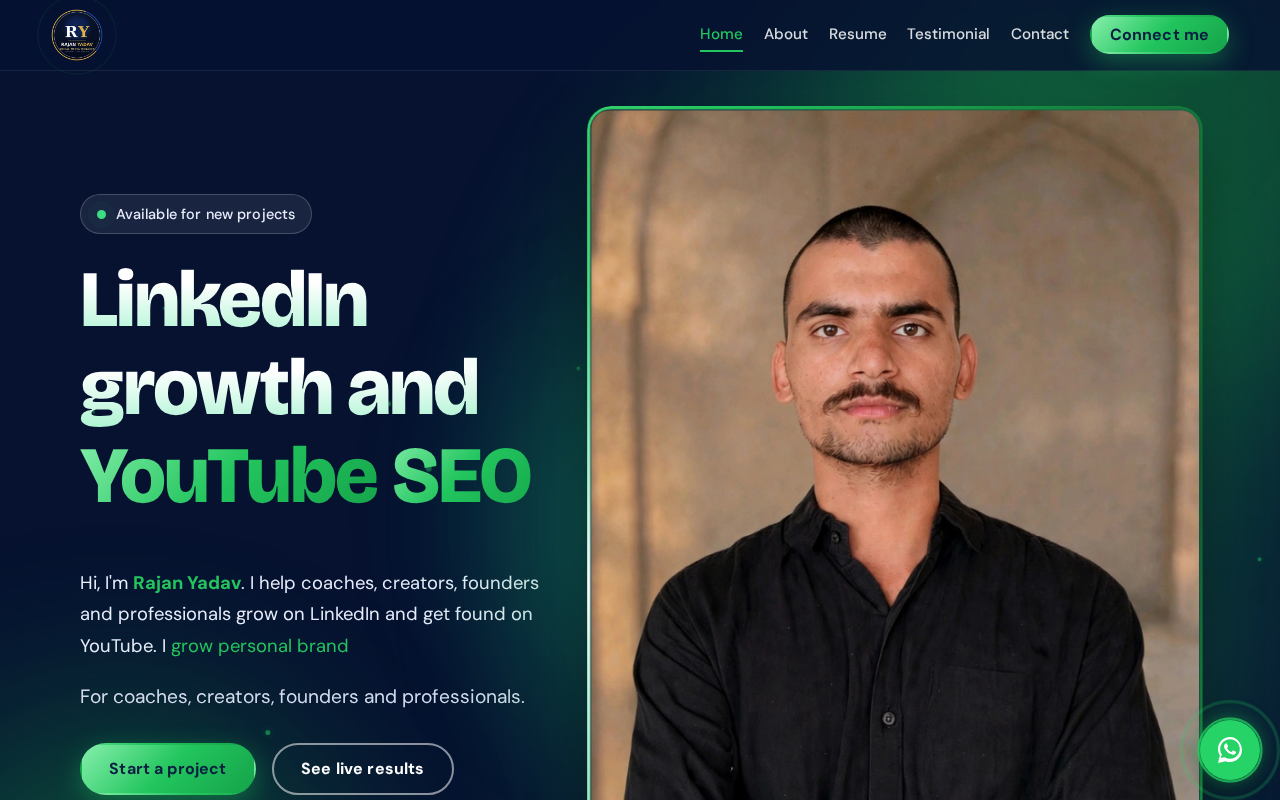 RY
RAJAN YADAV
Home
About
Resume
Testimonial
Contact
Connect me
Available for new projects
LinkedIn
growth and
YouTube SEO
Hi, I'm Rajan Yadav. I help coaches, creators, founders
and professionals grow on LinkedIn and get found on
YouTube. I grow personal brand
For coaches, creators, founders and professionals.
Start a project
See live results